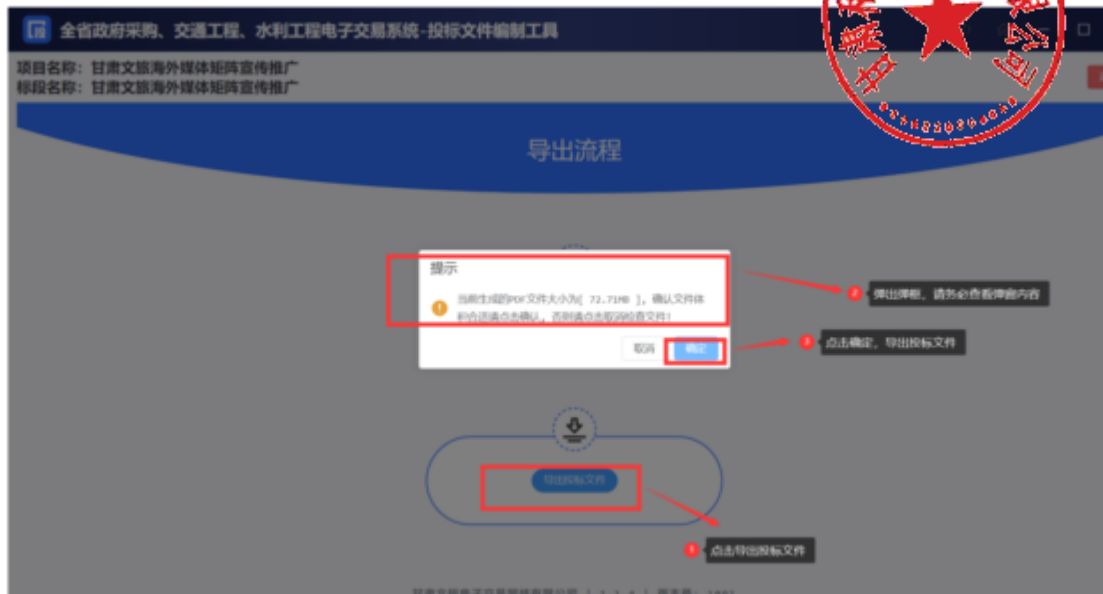 全省政府采购、交通工程、水利工程电子交易系统-投标文件编制工具
项目名称：甘肃文旅海外媒体矩阵宣传推广
标段名称：甘肃文旅海外媒体矩阵宣传推广
导出流程
提示
当前生成的PDF文件大小为[ 72.71MB ]，确认文件体
积合适请点击确认，否则请点击取消检查文件！
取消
确定
2 弹出弹框，请务必查看弹窗内容
3 点击确定，导出投标文件
导出投标文件
1 点击导出投标文件